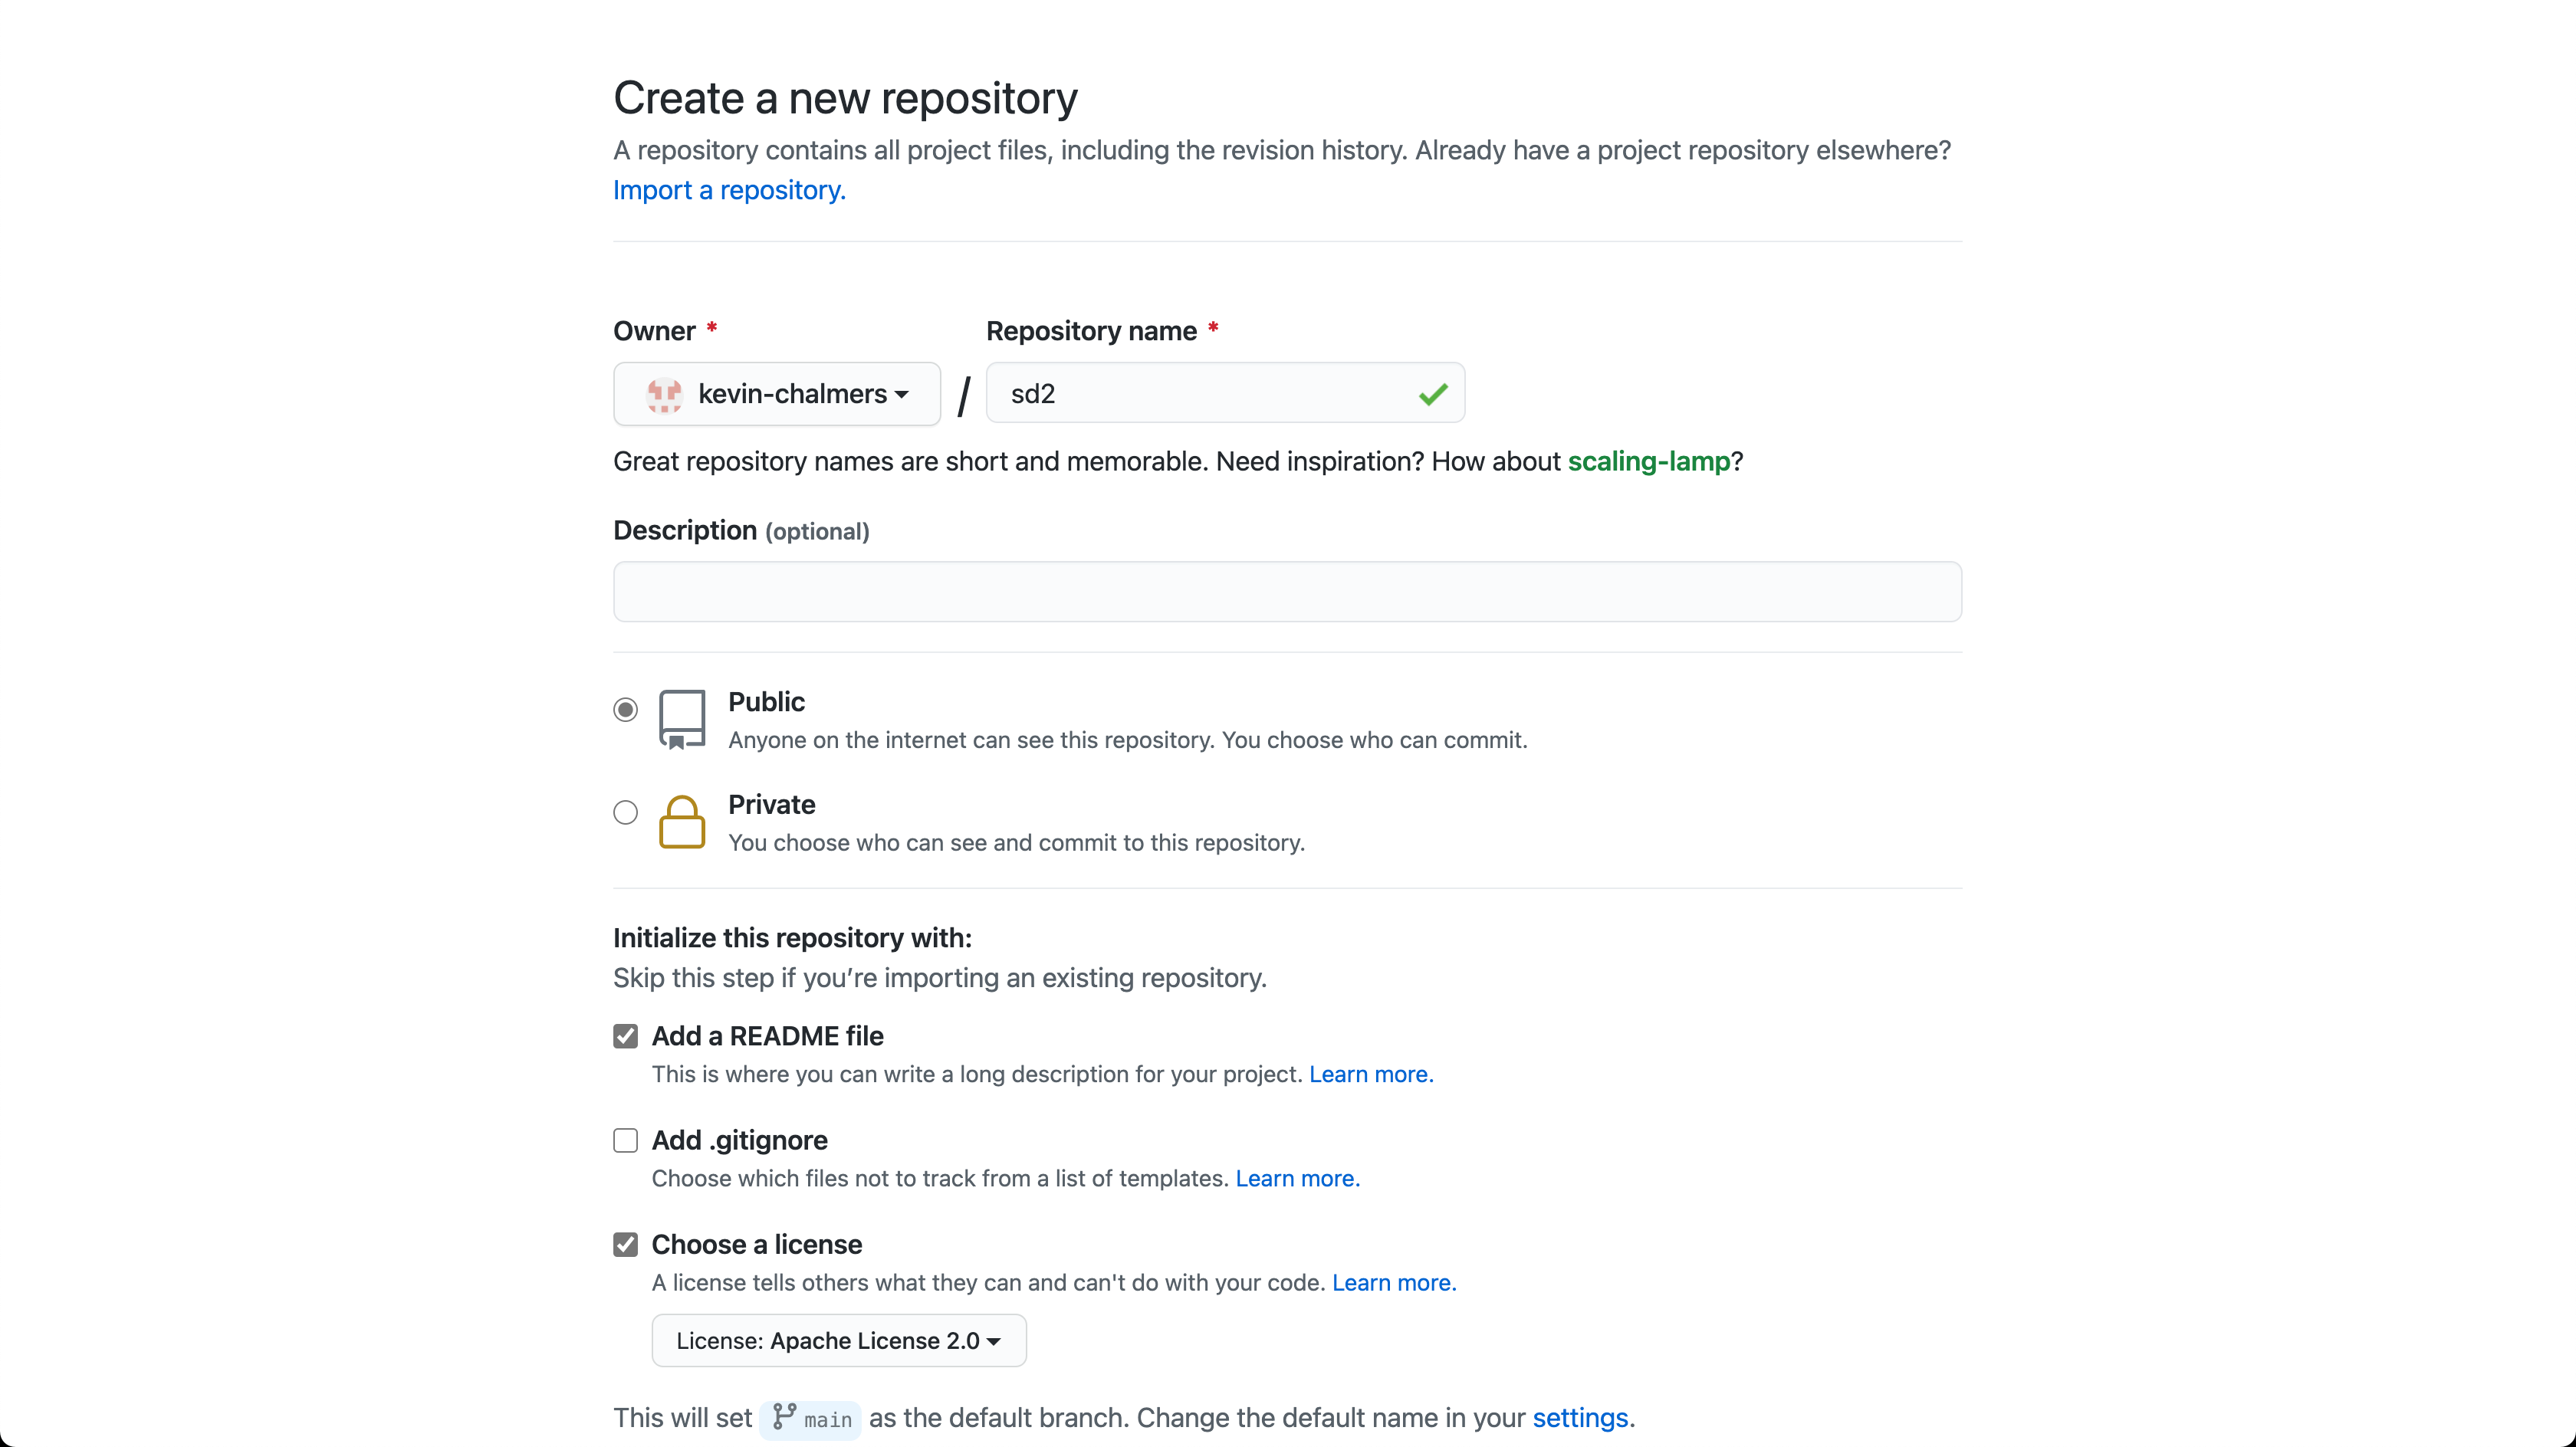 Create a new repository
A repository contains all project files, including the revision history. Already have a project repository elsewhere?
Import a repository.
Owner * Repository name *
kevin-chalmers / sd2
Great repository names are short and memorable. Need inspiration? How about scaling-lamp?
Description (optional)
Public
Anyone on the internet can see this repository. You choose who can commit.
Private
You choose who can see and commit to this repository.
Initialize this repository with:
Skip this step if you’re importing an existing repository.
Add a README file
This is where you can write a long description for your project. Learn more.
Add .gitignore
Choose which files not to track from a list of templates. Learn more.
Choose a license
A license tells others what they can and can't do with your code. Learn more.
License: Apache License 2.0
This will set main as the default branch. Change the default name in your settings.